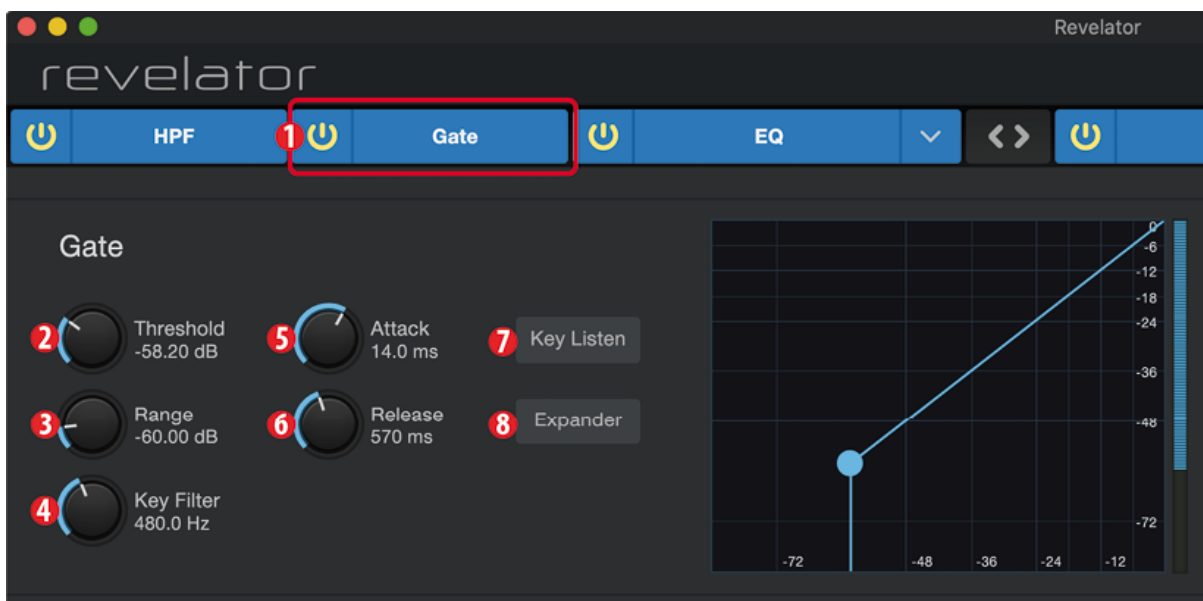 Revelator
revelator
HPF
1
Gate
EQ
Gate
2
Threshold
-58.20 dB
5
Attack
14.0 ms
7
Key Listen
3
Range
-60.00 dB
6
Release
570 ms
8
Expander
4
Key Filter
480.0 Hz
0
-6
-12
-18
-24
-36
-48
-72
-72
-48
-36
-24
-12